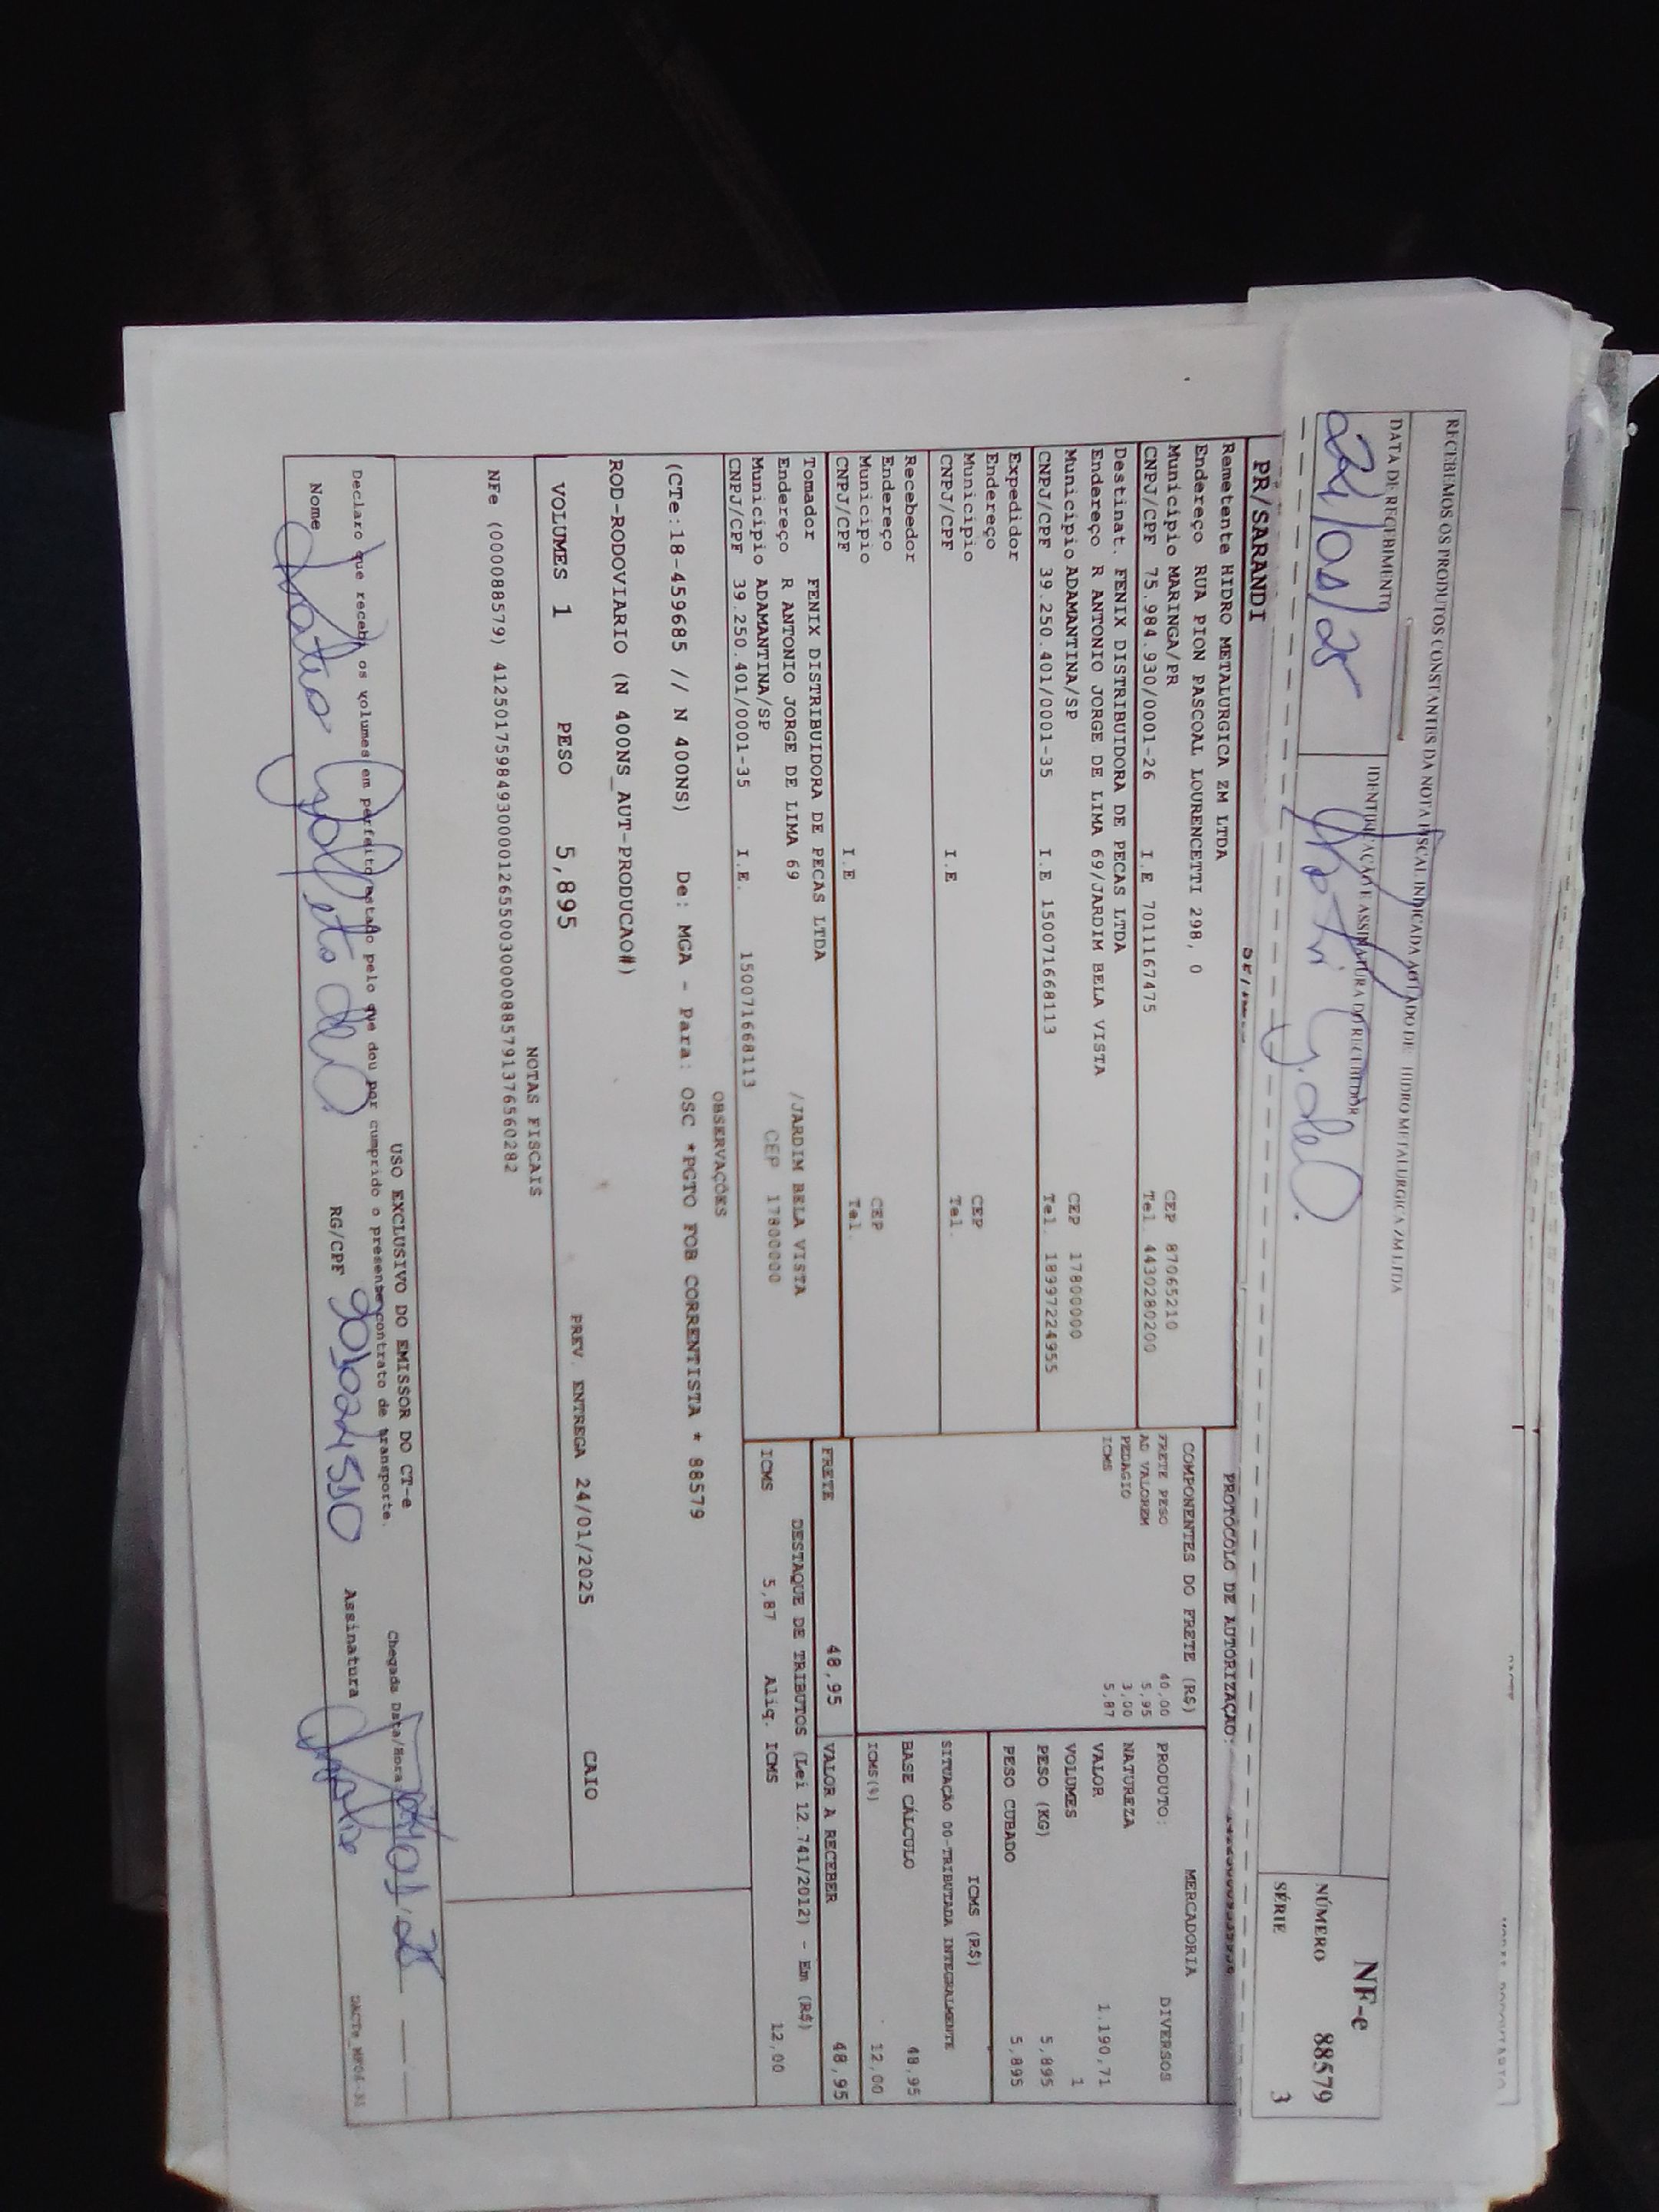 RECEBEMOS OS PRODUTOS CONSTANTES DA NOTA FISCAL INDICADA AO LADO DE: HIDRO METALURGICA ZM LTDA
DATA DE RECEBIMENTO
IDENTIFICAÇÃO E ASSINATURA DO RECEBEDOR
NF-e
NÚMERO 88579
SÉRIE 3
PR/SARANDI
PROTOCOLO DE AUTORIZAÇÃO:
Remetente HIDRO METALURGICA ZM LTDA
Endereço RUA PION PASCOAL LOURENCETTI 298, 0
Municipio MARINGA/PR CEP 87065210
CNPJ/CPF 75.984.930/0001-26 I.E 7011167475 Tel 4430280200
Destinat. FENIX DISTRIBUIDORA DE PECAS LTDA
Endereço R ANTONIO JORGE DE LIMA 69/JARDIM BELA VISTA
Municipio ADAMANTINA/SP CEP 17800000
CNPJ/CPF 39.250.401/0001-35 I.E 150071668113 Tel. 18997224955
Expedidor
Endereço
Municipio CEP
CNPJ/CPF I.E Tel.
Recebedor
Endereço
Municipio CEP
CNPJ/CPF I.E Tel.
Tomador FENIX DISTRIBUIDORA DE PECAS LTDA
Endereço R ANTONIO JORGE DE LIMA 69 /JARDIM BELA VISTA
Municipio ADAMANTINA/SP CEP 17800000
CNPJ/CPF 39.250.401/0001-35 I.E. 150071668113
COMPONENTES DO FRETE (R$)
FRETE PESO 40,00
AD VALOREM 5,95
PEDAGIO 3,00
ICMS 5,87
MERCADORIA
PRODUTO: DIVERSOS
NATUREZA
VALOR 1.190,71
VOLUMES 1
PESO (KG) 5,895
PESO CUBADO 5,895
ICMS (R$)
SITUAÇÃO 00-TRIBUTADA INTEGRALMENTE
BASE CÁLCULO 48,95
ICMS(%) 12,00
FRETE 48,95 VALOR A RECEBER 48,95
DESTAQUE DE TRIBUTOS (Lei 12.741/2012) - Em (R$)
ICMS 5,87 Aliq. ICMS 12,00
OBSERVAÇÕES
(CTe:18-459685 // N 400NS) De: MGA - Para: OSC *PGTO FOB CORRENTISTA * 88579
ROD-RODOVIARIO (N 400NS_AUT-PRODUCAO#)
VOLUMES 1 PESO 5,895 PREV. ENTREGA 24/01/2025 CAIO
NOTAS FISCAIS
NFe (000088579) 41250175984930000126550030000885791376560282
USO EXCLUSIVO DO EMISSOR DO CT-e
Declaro que recebi os volumes em perfeito estado pelo que dou por cumprido o presente contrato de transporte.
Chegada Data/Hora
Nome RG/CPF Assinatura